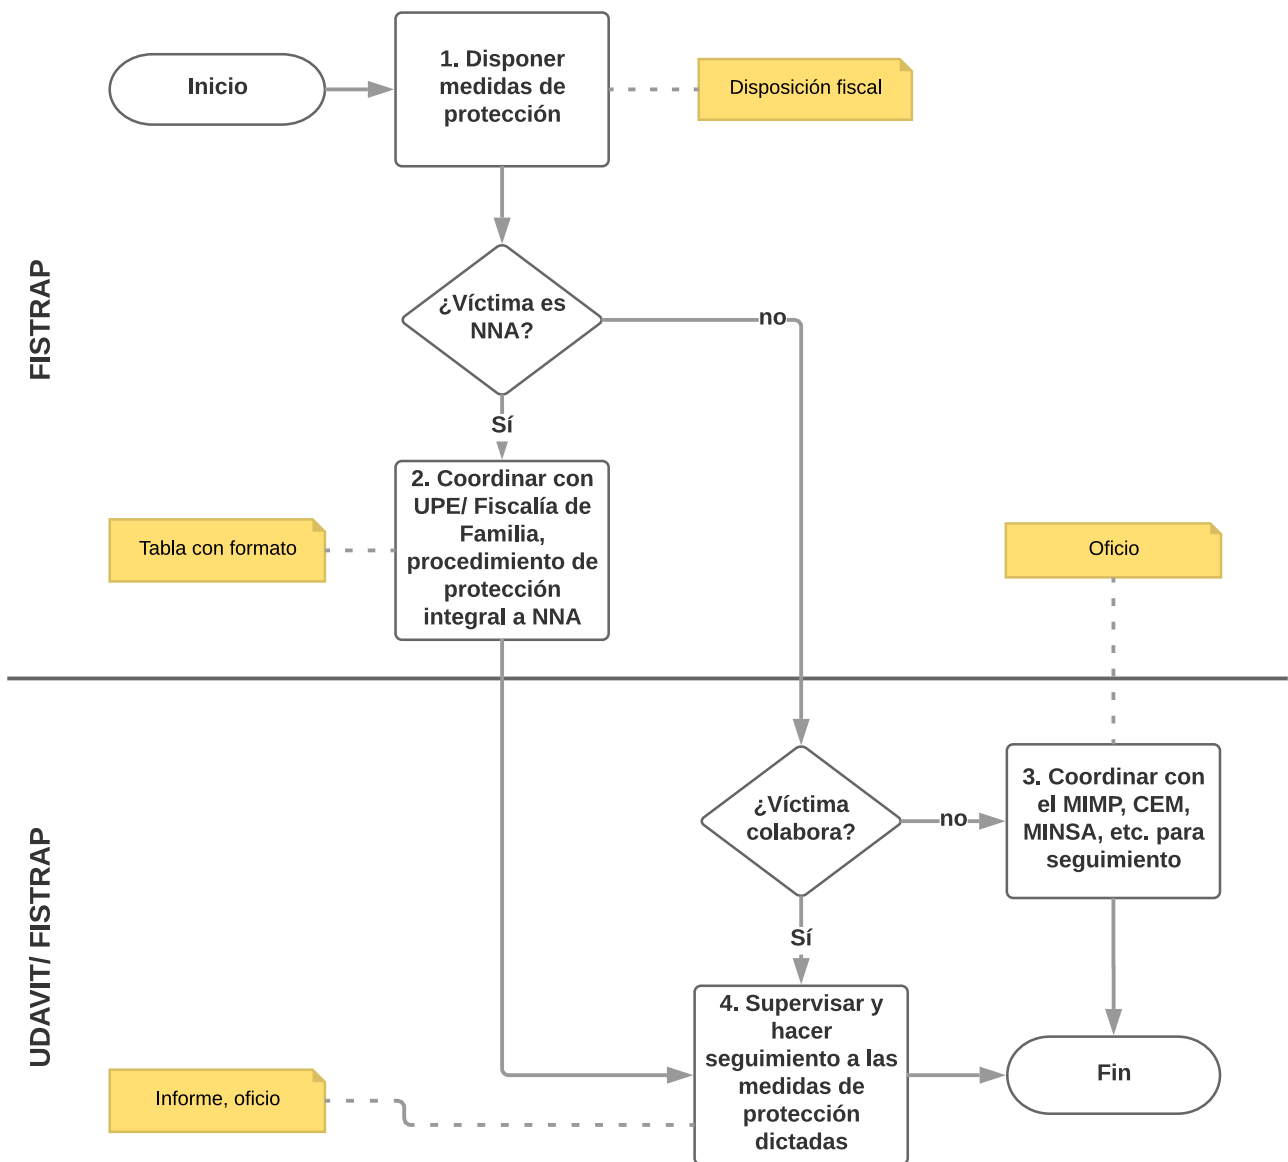 Inicio
1. Disponer
medidas de
protección
Disposición fiscal
FISTRAP
¿Víctima es
NNA?
no
Sí
2. Coordinar con
UPE/ Fiscalía de
Familia,
procedimiento de
protección
integral a NNA
Tabla con formato
Oficio
UDAVIT/ FISTRAP
¿Víctima
colabora?
no
3. Coordinar con
el MIMP, CEM,
MINSA, etc. para
seguimiento
Sí
4. Supervisar y
hacer
seguimiento a las
medidas de
protección
dictadas
Fin
Informe, oficio